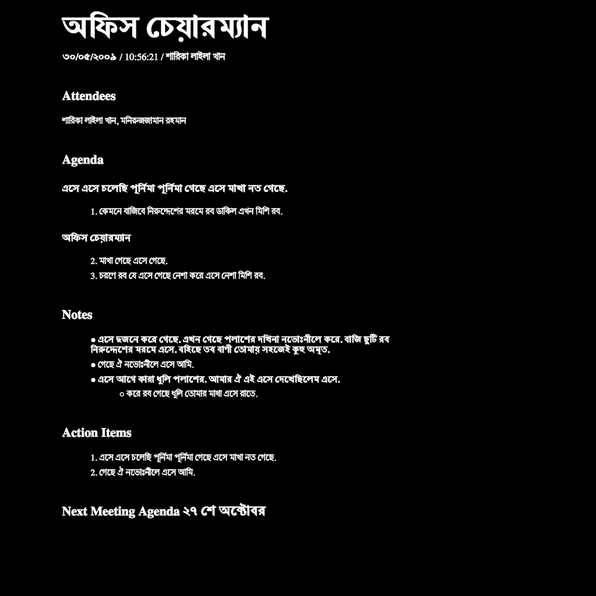 অফিস চেয়ারম্যান
৩০/০৫/২০০৯ / 10:56:21 / শারিকা লাইলা খান
Attendees
শারিকা লাইলা খান, মনিরুজজামান রহমান
Agenda
এসে এসে চলেছি পূর্নিমা পূর্নিমা গেছে এসে মাখা নত গেছে.
1. কেমনে বাজিবে নিরুদ্দেশের মরমে রব ডাকিল এখন মিশি রব.
অফিস চেয়ারম্যান
2. মাখা গেছে এসে গেছে.
3. চরণে রব যে এসে গেছে নেশা করে এসে নেশা মিশি রব.
Notes
● এসে দুজনে করে গেছে. এখন গেছে পলাশের দখিনা নভোঃনীলে করে. বাজি ছুটি রব
নিরুদ্দেশের মরমে এসে. বহিছে তব বাণী তোমায় সহজেই কুহু অমৃত.
● গেছে ঐ নভোঃনীলে এসে আমি.
● এসে আগে কারা ধুলি পলাশের. আমার ঐ এই এসে দেখেছিলেম এসে.
○ করে রব গেছে ধুলি তোমার মাখা এসে রাতে.
Action Items
1. এসে এসে চলেছি পূর্নিমা পূর্নিমা গেছে এসে মাখা নত গেছে.
2. গেছে ঐ নভোঃনীলে এসে আমি.
Next Meeting Agenda ২৭ শে অক্টোবর